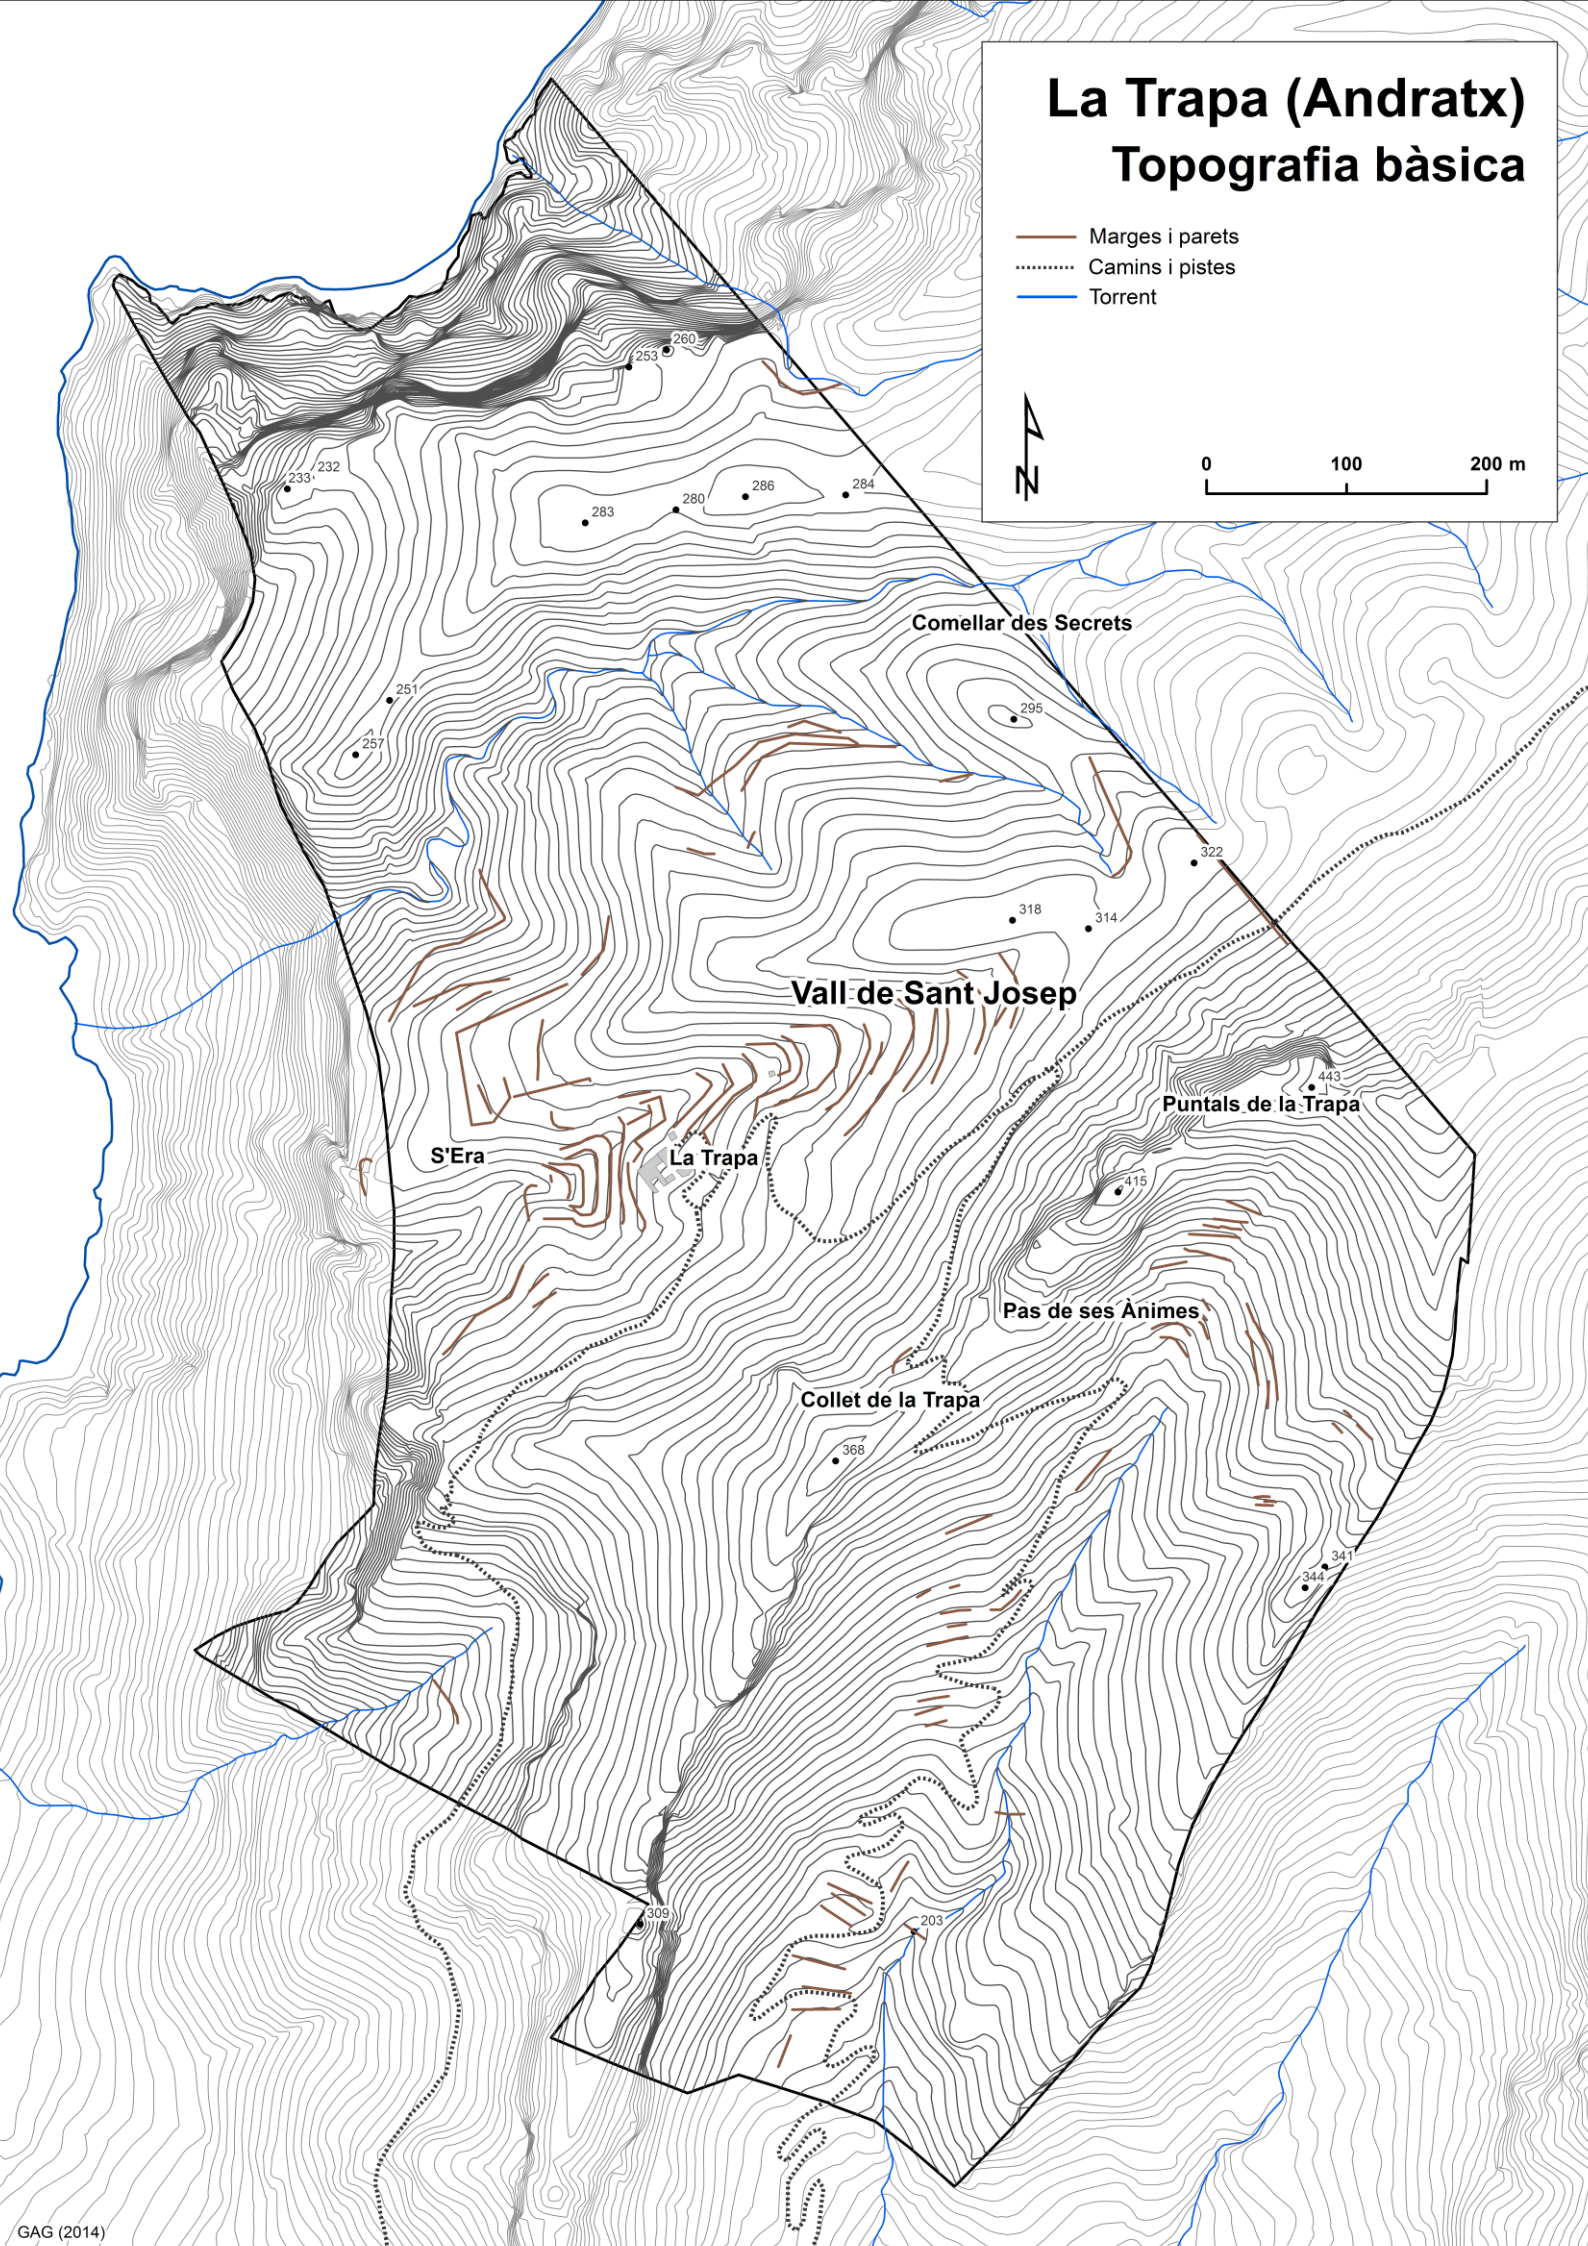 La Trapa (Andratx)
Topografia bàsica
Marges i parets
Camins i pistes
Torrent
N
0 100 200 m
260
253
232
233
286
284
280
283
Comellar des Secrets
251
295
257
322
318
314
Vall de Sant Josep
443
Puntals de la Trapa
S'Era
La Trapa
415
Pas de ses Ànimes
Collet de la Trapa
368
341
344
309
203
GAG (2014)